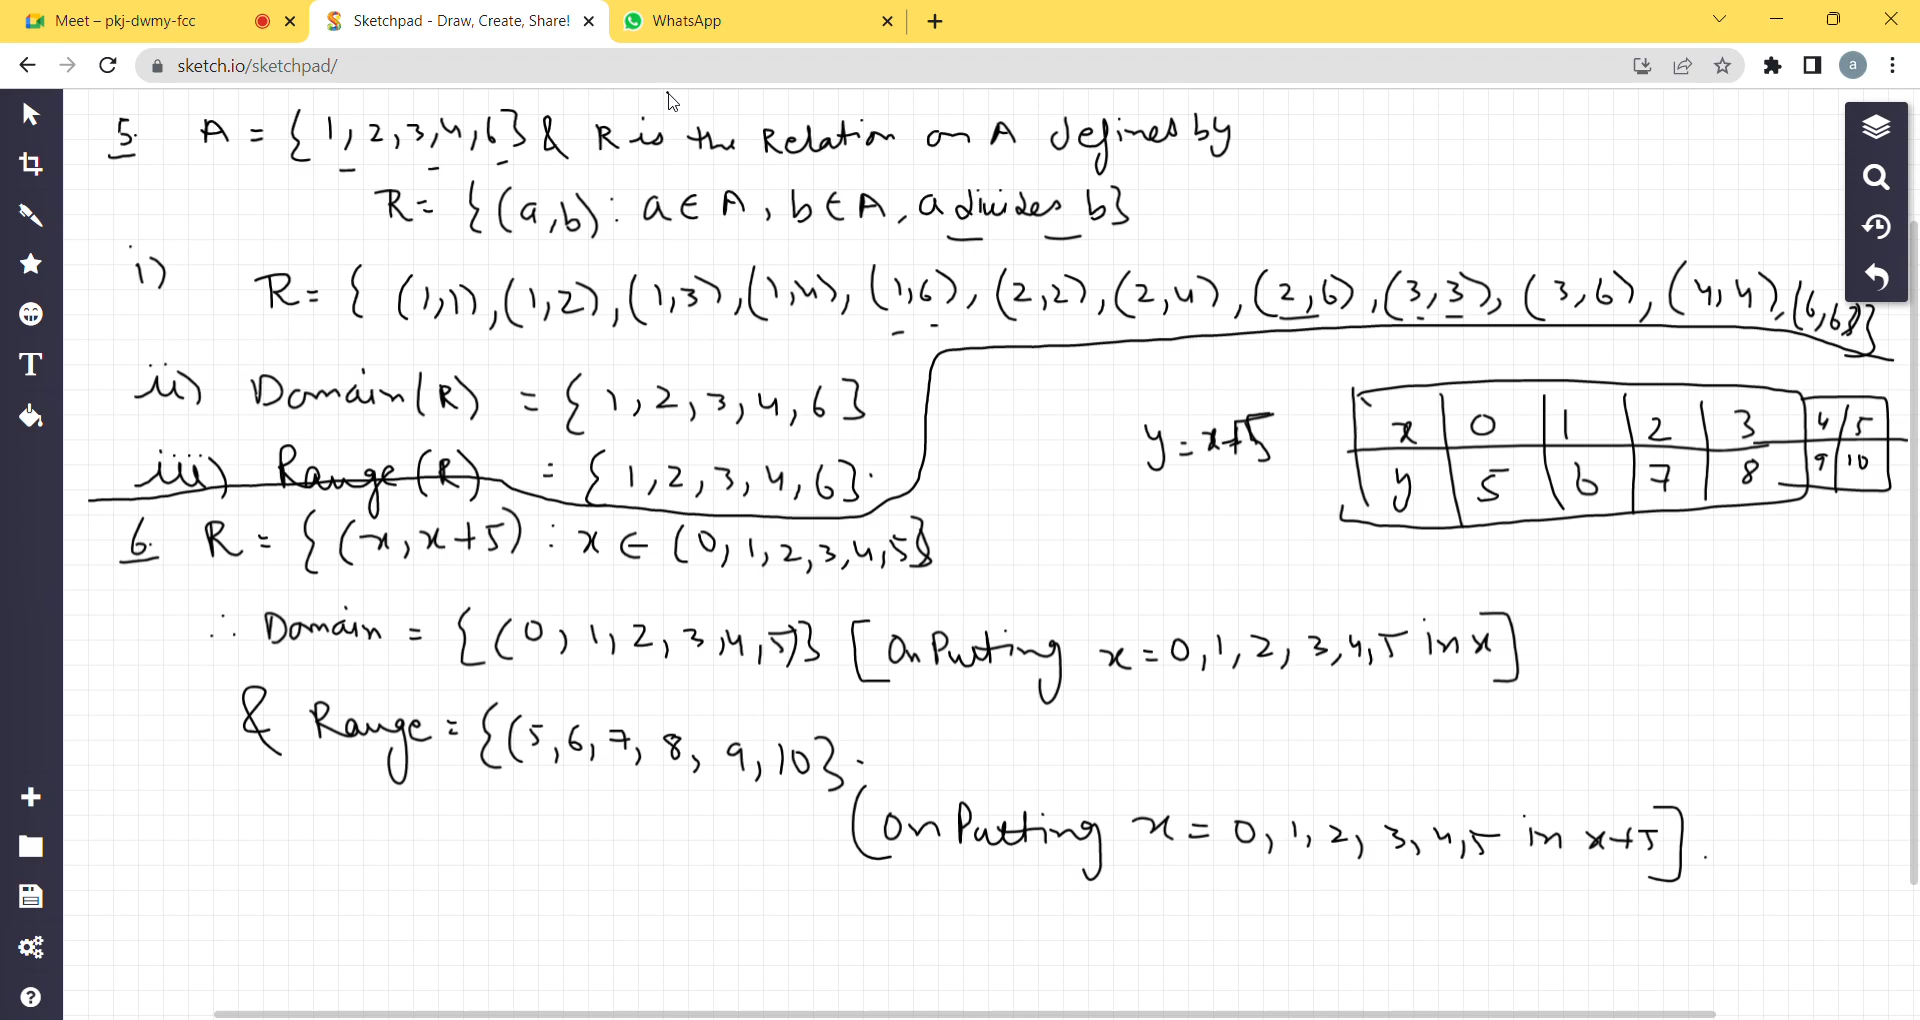 Meet – pkj-dwmy-fcc
Sketchpad - Draw, Create, Share!
WhatsApp
sketch.io/sketchpad/
a
5. A = {1,2,3,4,6} & R is the Relation on A defines by
R= {(a,b): a∈A, b∈A, a divides b}
i) R= { (1,1),(1,2),(1,3),(1,4),(1,6),(2,2),(2,4),(2,6),(3,3),(3,6),(4,4),(6,6)}
ii) Domain(R) = {1,2,3,4,6}
iii) Range(R) = {1,2,3,4,6}.
y = x+5
x 0 1 2 3 4 5
y 5 6 7 8 9 10
6. R = {(x,x+5) : x ∈ (0,1,2,3,4,5}
∴ Domain = {(0,1,2,3,4,5)} [On Putting x=0,1,2,3,4,5 in x]
& Range = {(5,6,7,8,9,10}.
(On Putting x = 0,1,2,3,4,5 in x+5].
T